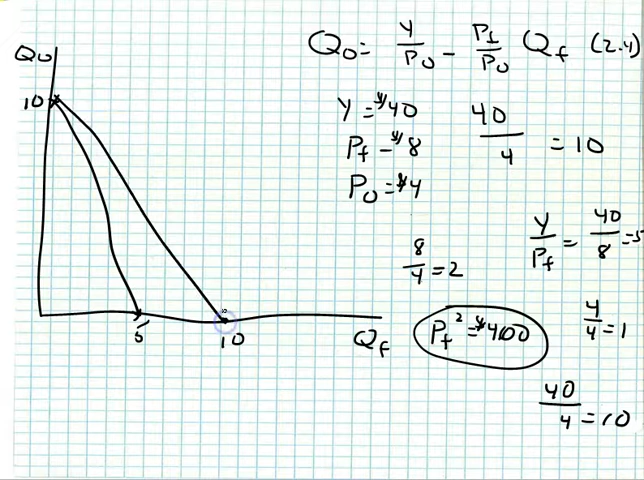 Qo = Y/Po - Pf/Po Qf (2.4)
Qo
10
Y = $40
Pf - $8
Po = $4
40/4 = 10
Y/Pf = 40/8 = 5
8/4 = 2
Pf² = $400
4/4 = 1
40/4 = 10
5
10
Qf